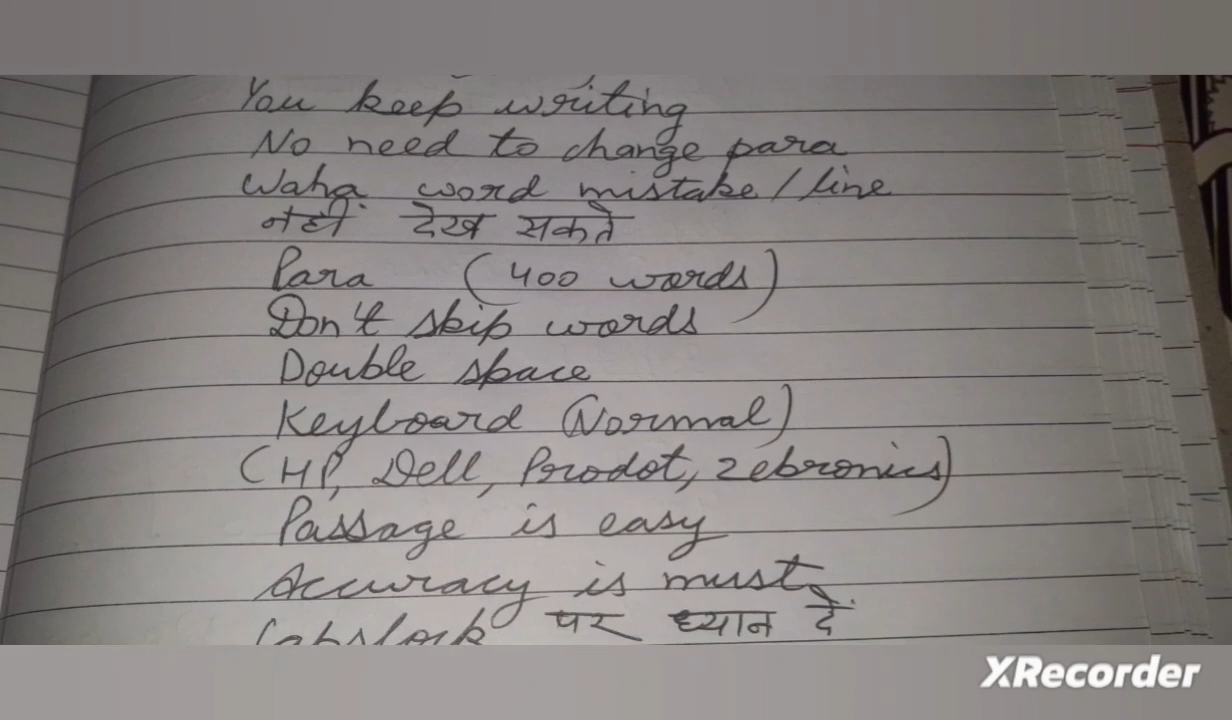 You keep writing
No need to change para
Waha word mistake / line
नहीं देख सकते
Para (400 words)
Don't skip words
Double space
Keyboard (Normal)
(HP, Dell, Prodot, Zebronics)
Passage is easy
Accuracy is must
Capslock पर ध्यान दें
XRecorder